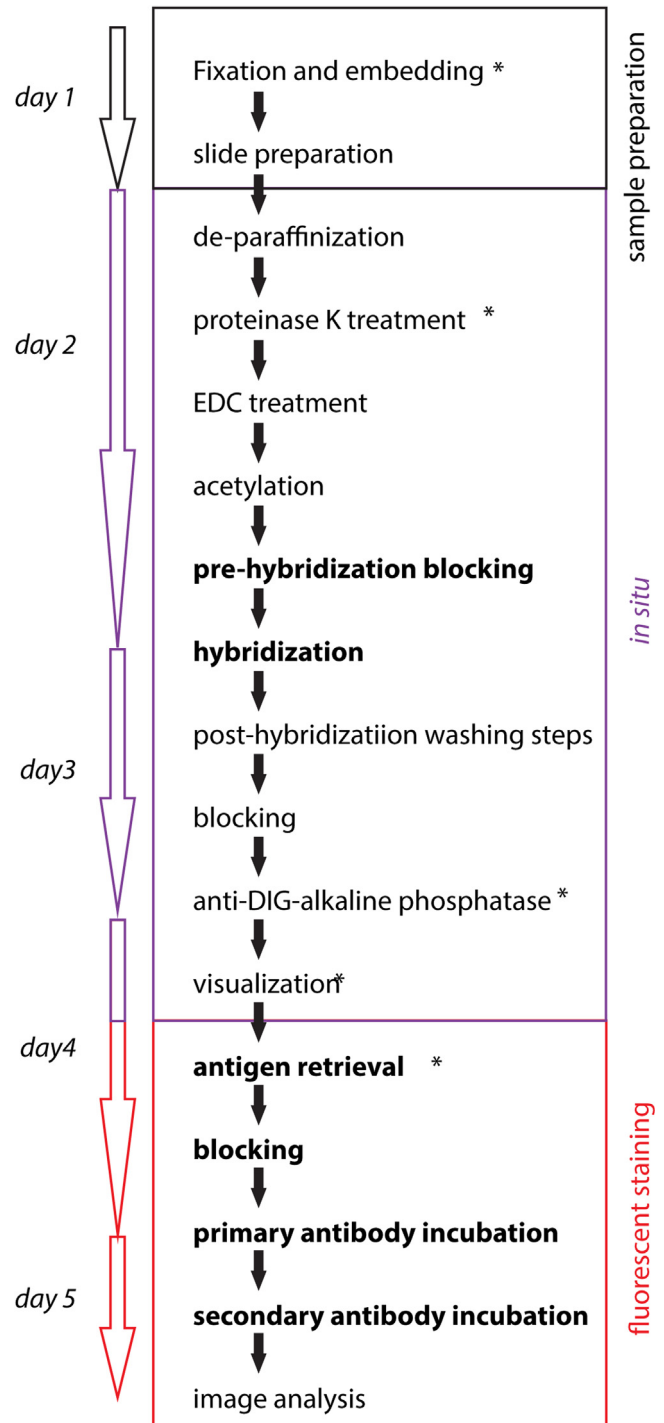 day 1
Fixation and embedding *
slide preparation
sample preparation
de-paraffinization
day 2
proteinase K treatment *
EDC treatment
acetylation
pre-hybridization blocking
hybridization
in situ
post-hybridizatiion washing steps
day3
blocking
anti-DIG-alkaline phosphatase *
visualization*
day4
antigen retrieval *
blocking
primary antibody incubation
day 5
secondary antibody incubation
fluorescent staining
image analysis